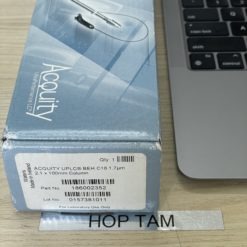 Acquity
Qty 1
ACQUITY UPLC® BEH C18 1.7µm
2.1 x 100mm Column
Part No. 186002352
Lot No. 0157381011
For Laboratory Use Only
HOP TAM